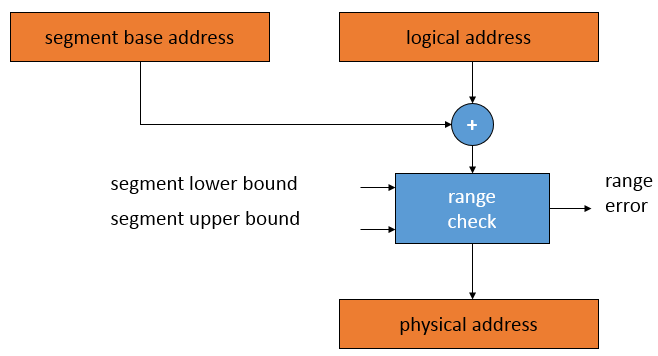 segment base address
logical address
+
segment lower bound
segment upper bound
range
check
range
error
physical address